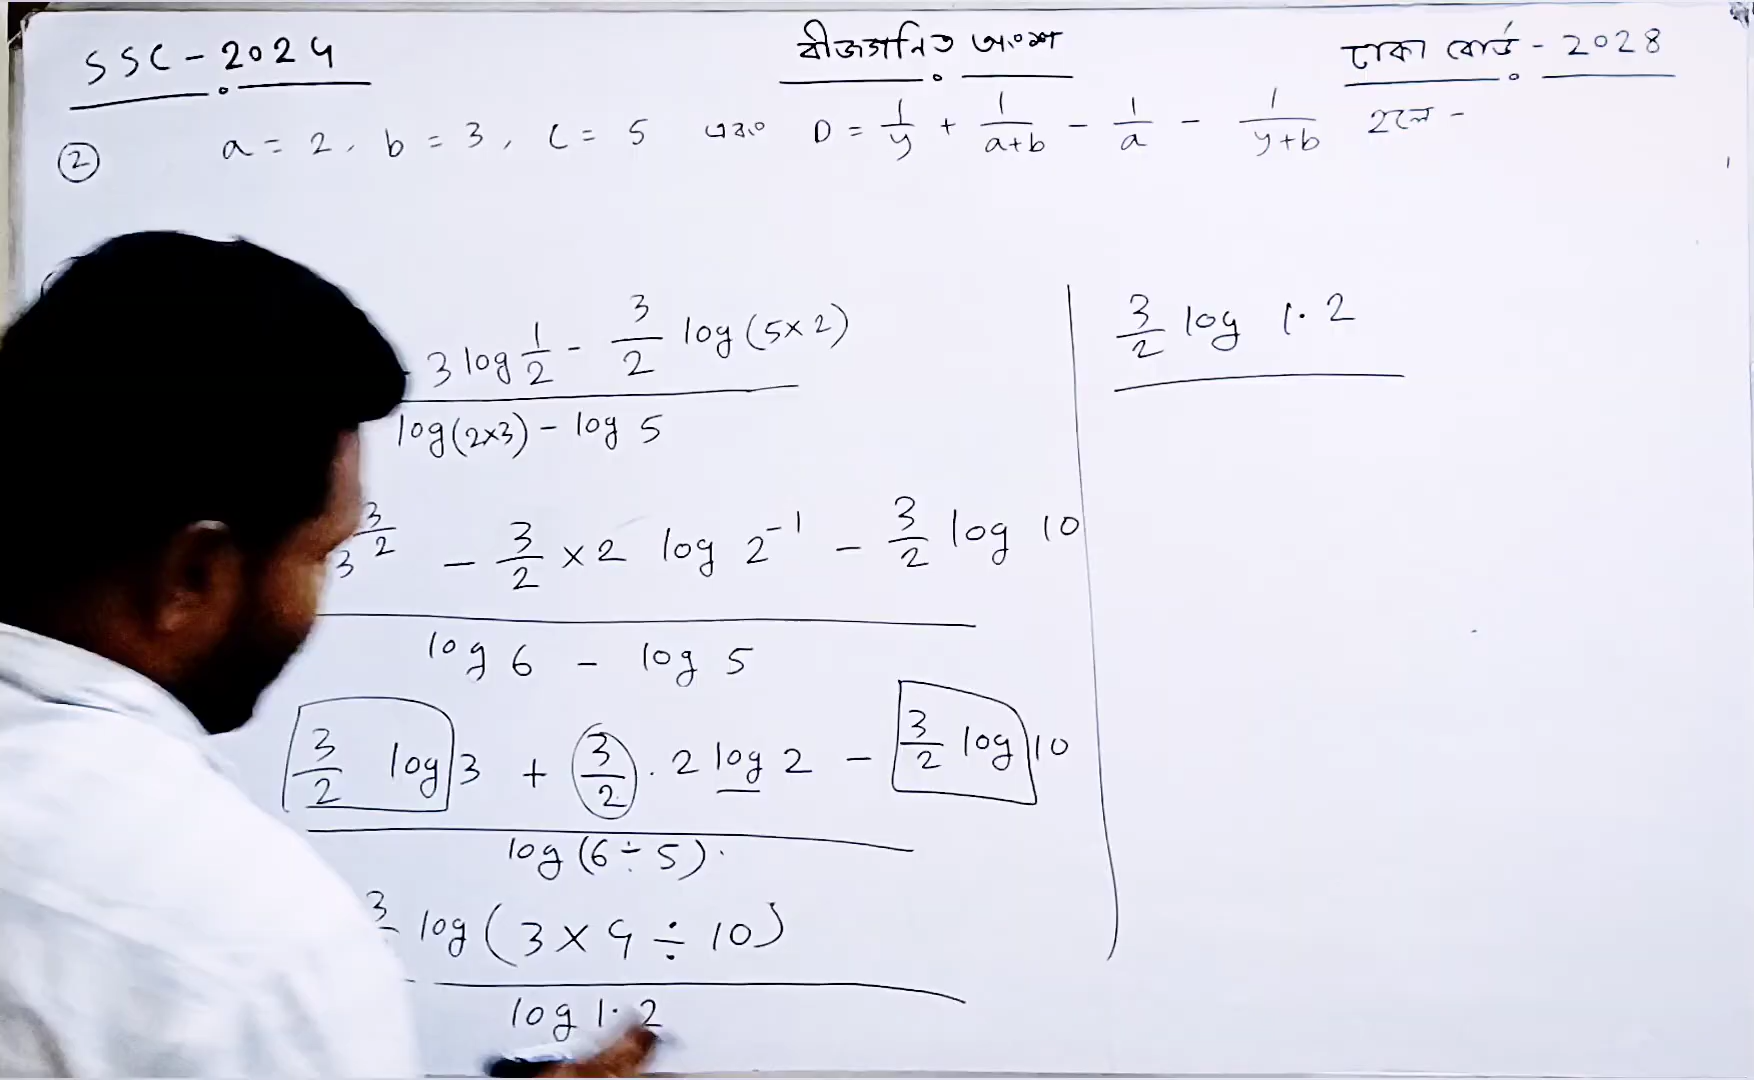 SSC - 2024
বীজগনিত অংশ
ঢাকা বোর্ড - 2024
② a = 2, b = 3, c = 5 এবং D = 1/y + 1/(a+b) - 1/a - 1/(y+b) হলে -
3 log 1/2 - 3/2 log (5×2)
log (2×3) - log 5
3^(3/2) - 3/2 × 2 log 2^-1 - 3/2 log 10
log 6 - log 5
3/2 log 3 + 3/2 . 2 log 2 - 3/2 log 10
log (6 ÷ 5)
3 log (3 × 4 ÷ 10)
log 1.2
3/2 log 1.2